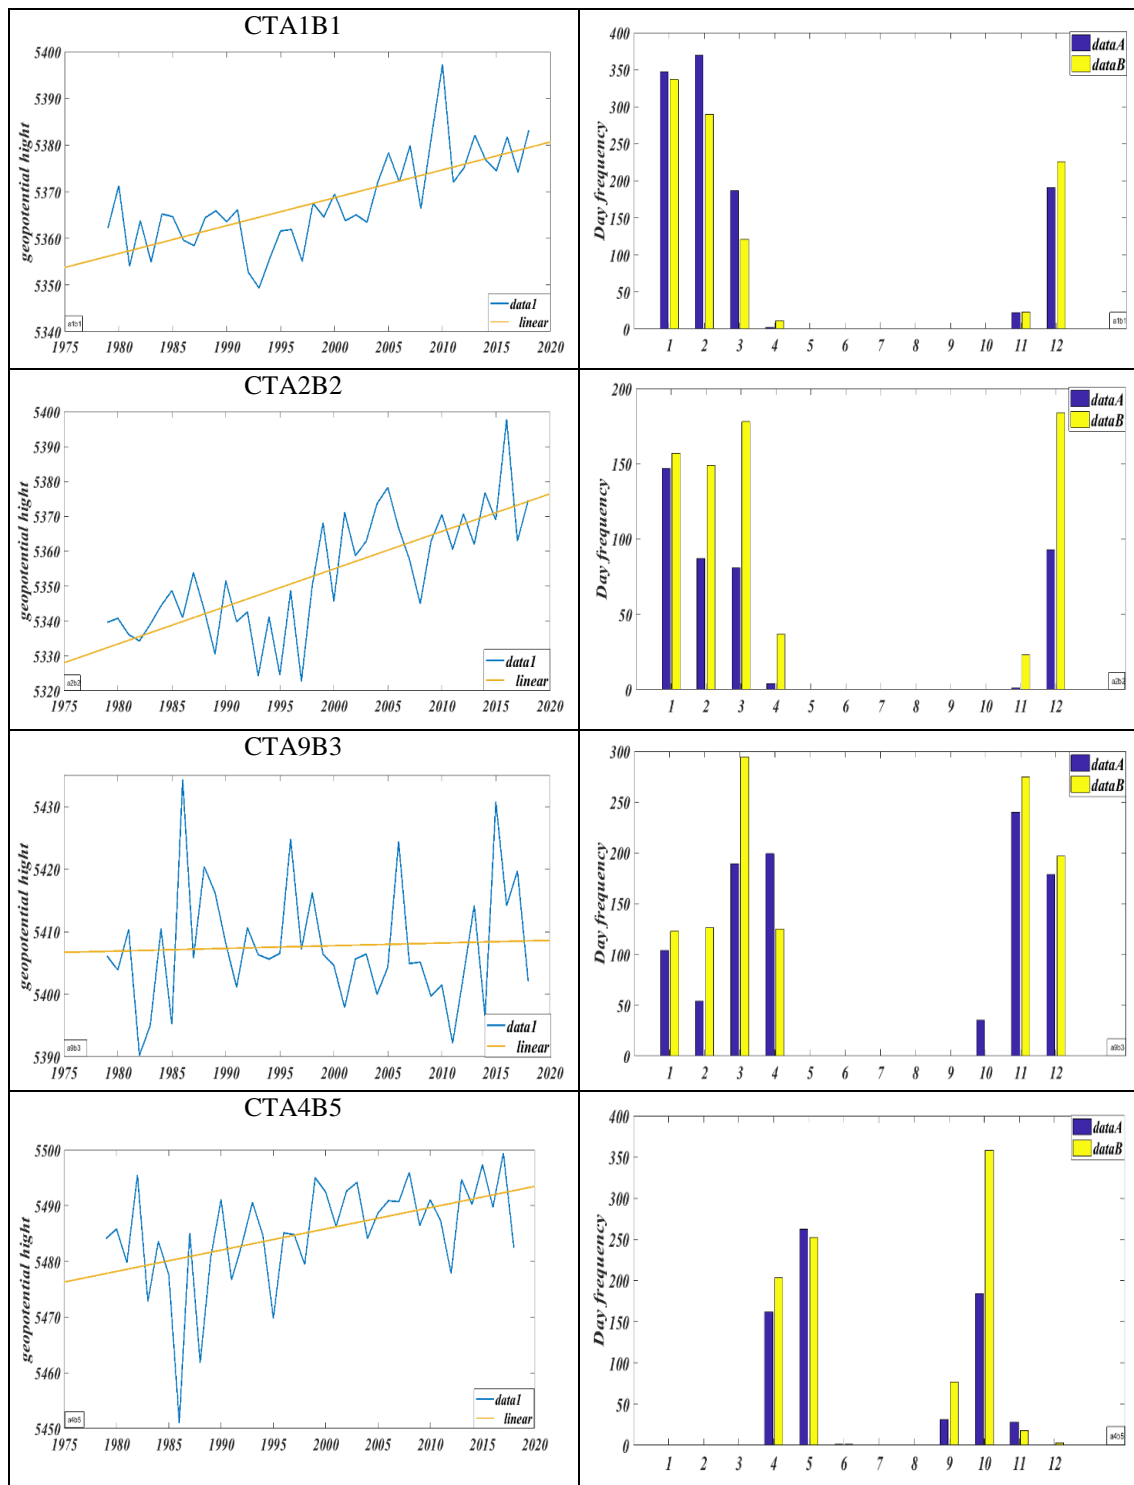 CTA1B1
5400
5390
5380
5370
5360
5350
5340
geopotential hight
1975 1980 1985 1990 1995 2000 2005 2010 2015 2020
data1
linear
a1b1
400
350
300
250
200
150
100
50
0
Day frequency
1 2 3 4 5 6 7 8 9 10 11 12
dataA
dataB
a1b1
CTA2B2
5400
5390
5380
5370
5360
5350
5340
5330
5320
geopotential hight
1975 1980 1985 1990 1995 2000 2005 2010 2015 2020
data1
linear
a2b2
200
150
100
50
0
Day frequency
1 2 3 4 5 6 7 8 9 10 11 12
dataA
dataB
a2b2
CTA9B3
5430
5420
5410
5400
5390
geopotential hight
1975 1980 1985 1990 1995 2000 2005 2010 2015 2020
data1
linear
a9b3
300
250
200
150
100
50
0
Day frequency
1 2 3 4 5 6 7 8 9 10 11 12
dataA
dataB
a9b3
CTA4B5
5500
5490
5480
5470
5460
5450
geopotential hight
1975 1980 1985 1990 1995 2000 2005 2010 2015 2020
data1
linear
a4b5
400
350
300
250
200
150
100
50
0
Day frequency
1 2 3 4 5 6 7 8 9 10 11 12
dataA
dataB
a4b5